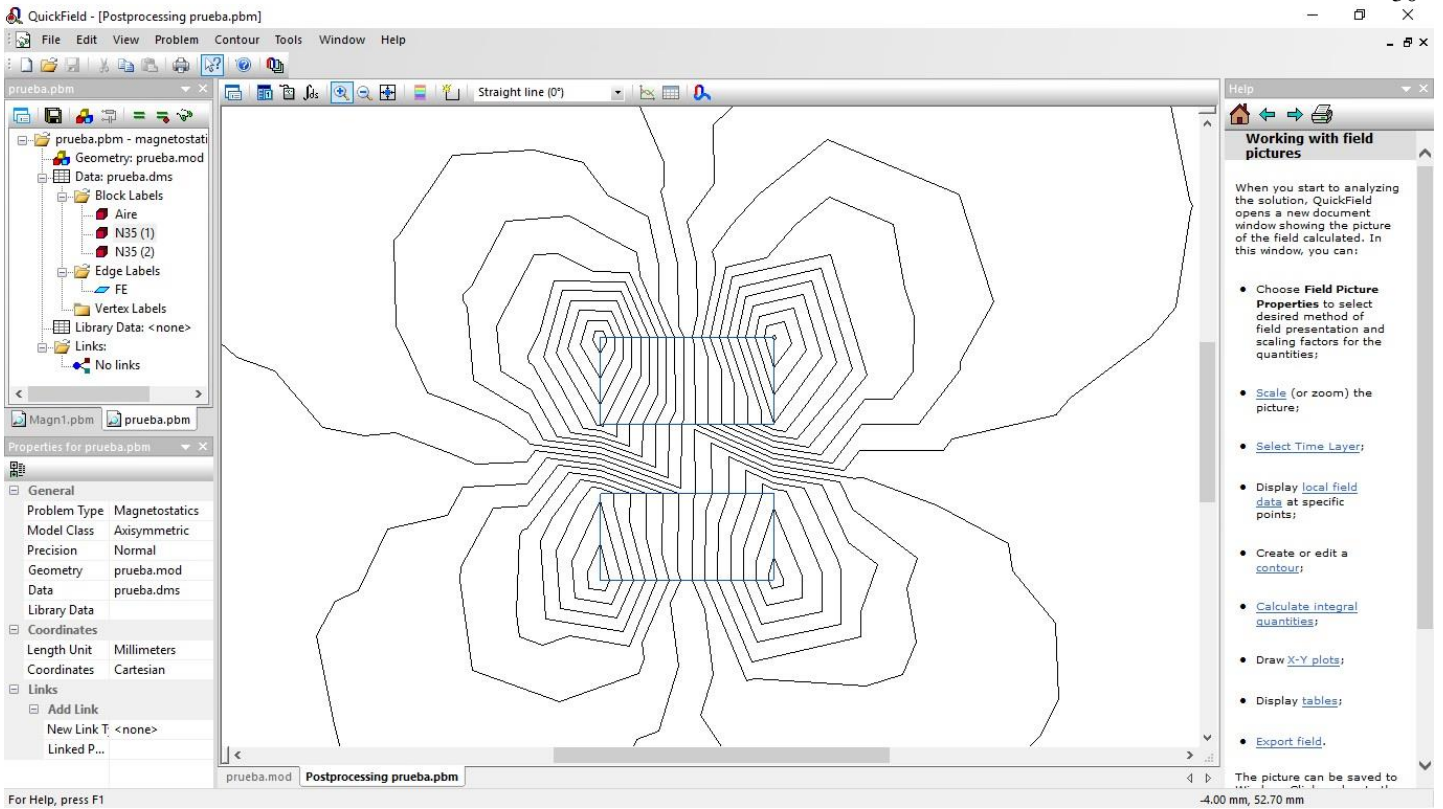 QuickField - [Postprocessing prueba.pbm]
File Edit View Problem Contour Tools Window Help
prueba.pbm
Straight line (0°)
Help
prueba.pbm - magnetostati
Geometry: prueba.mod
Data: prueba.dms
Block Labels
Aire
N35 (1)
N35 (2)
Edge Labels
FE
Vertex Labels
Library Data: <none>
Links:
No links
Magn1.pbm prueba.pbm
Properties for prueba.pbm
General
Problem Type Magnetostatics
Model Class Axisymmetric
Precision Normal
Geometry prueba.mod
Data prueba.dms
Library Data
Coordinates
Length Unit Millimeters
Coordinates Cartesian
Links
Add Link
New Link T <none>
Linked P...
prueba.mod Postprocessing prueba.pbm
Working with field
pictures
When you start to analyzing
the solution, QuickField
opens a new document
window showing the picture
of the field calculated. In
this window, you can:
• Choose Field Picture
Properties to select
desired method of
field presentation and
scaling factors for the
quantities;
• Scale (or zoom) the
picture;
• Select Time Layer;
• Display local field
data at specific
points;
• Create or edit a
contour;
• Calculate integral
quantities;
• Draw X-Y plots;
• Display tables;
• Export field.
The picture can be saved to
For Help, press F1
-4.00 mm, 52.70 mm